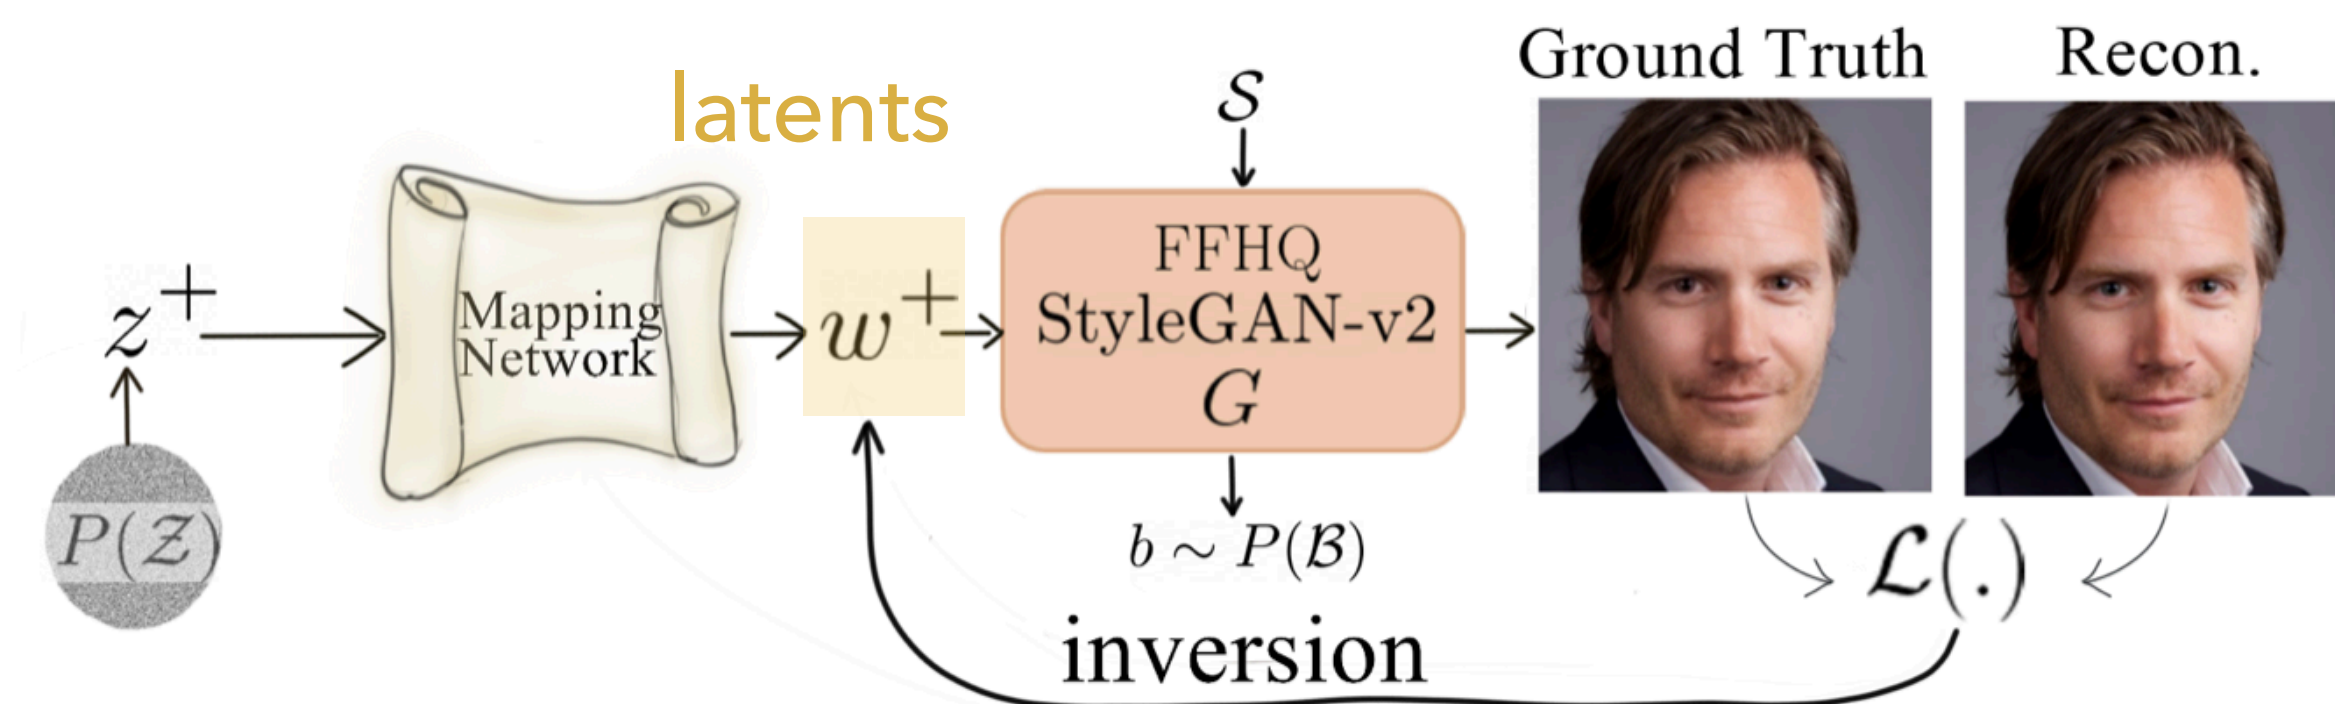 latents
Ground Truth
Recon.
𝒮
z⁺
Mapping
Network
w⁺
FFHQ
StyleGAN-v2
G
P(𝒵)
b ∼ P(ℬ)
ℒ(.)
inversion